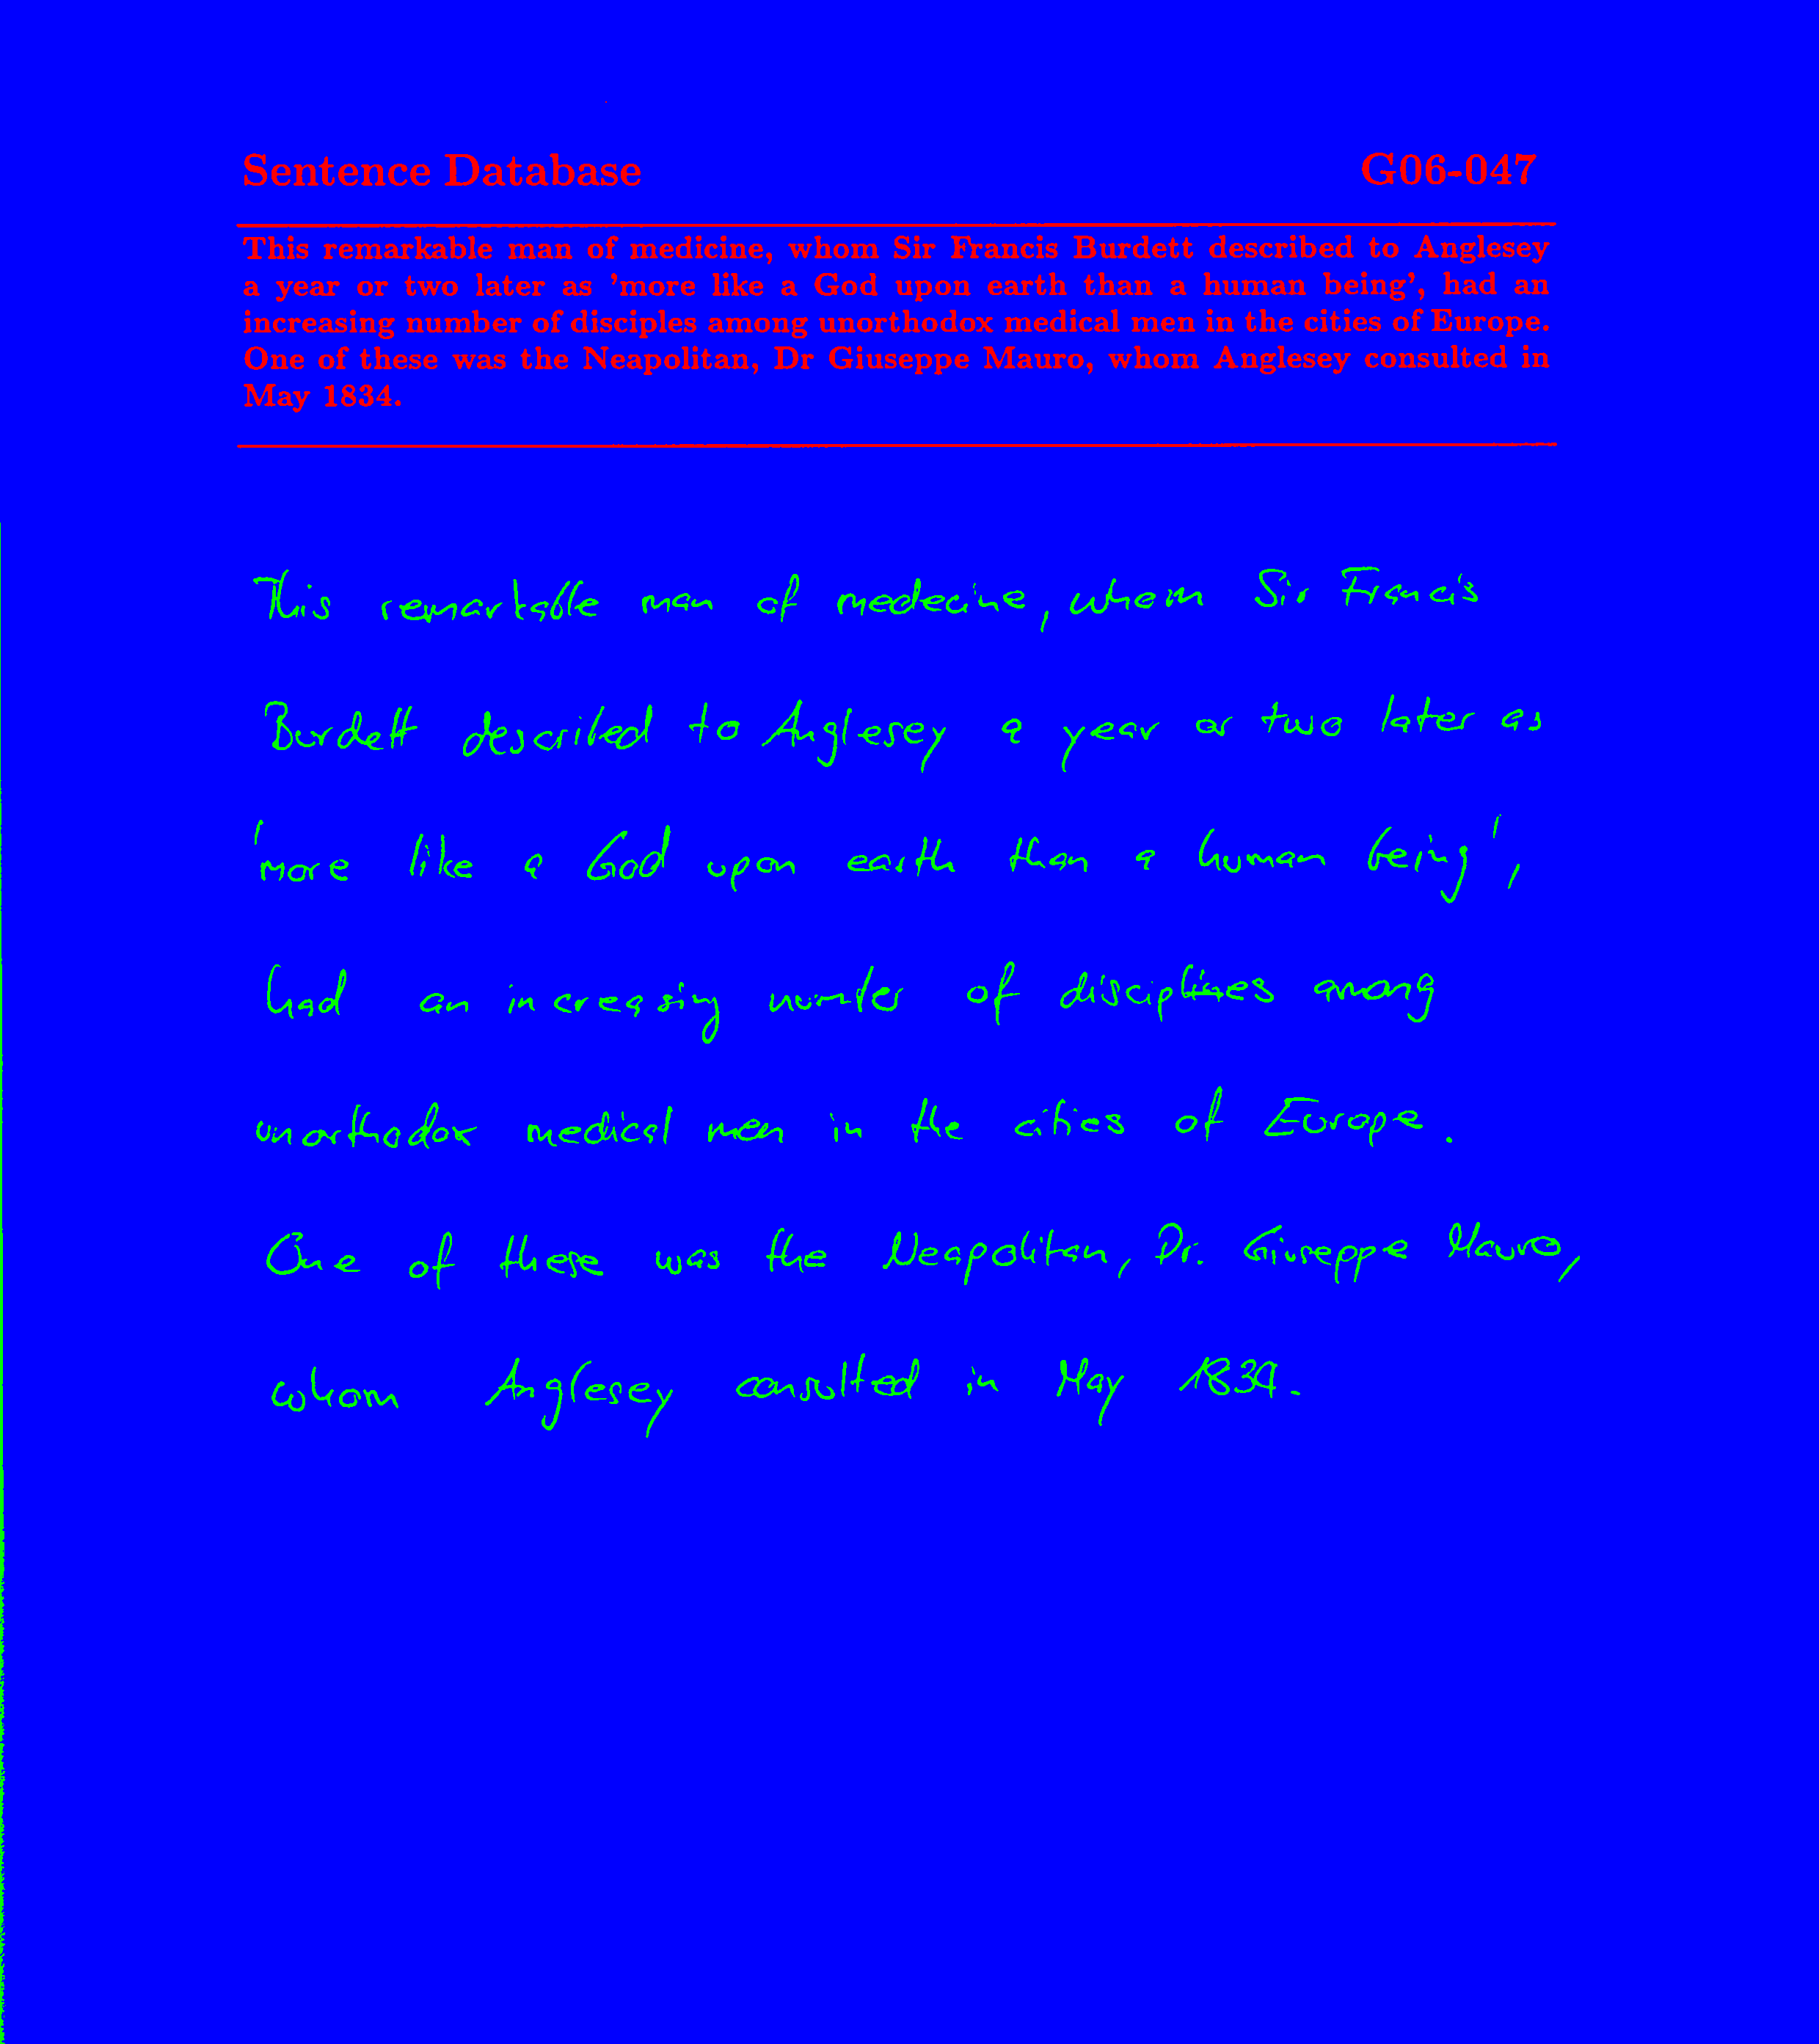 Sentence Database G06-047
This remarkable man of medicine, whom Sir Francis Burdett described to Anglesey
a year or two later as 'more like a God upon earth than a human being', had an
increasing number of disciples among unorthodox medical men in the cities of Europe.
One of these was the Neapolitan, Dr Giuseppe Mauro, whom Anglesey consulted in
May 1834.
This remarkable man of medecine, whom Sir Francis
Burdett described to Anglesey a year or two later as
'more like a God upon earth than a human being',
had an increasing number of disciplines among
unorthodox medical men in the cities of Europe.
One of these was the Neapolitan, Dr. Giuseppe Mauro,
whom Anglesey consulted in May 1834.